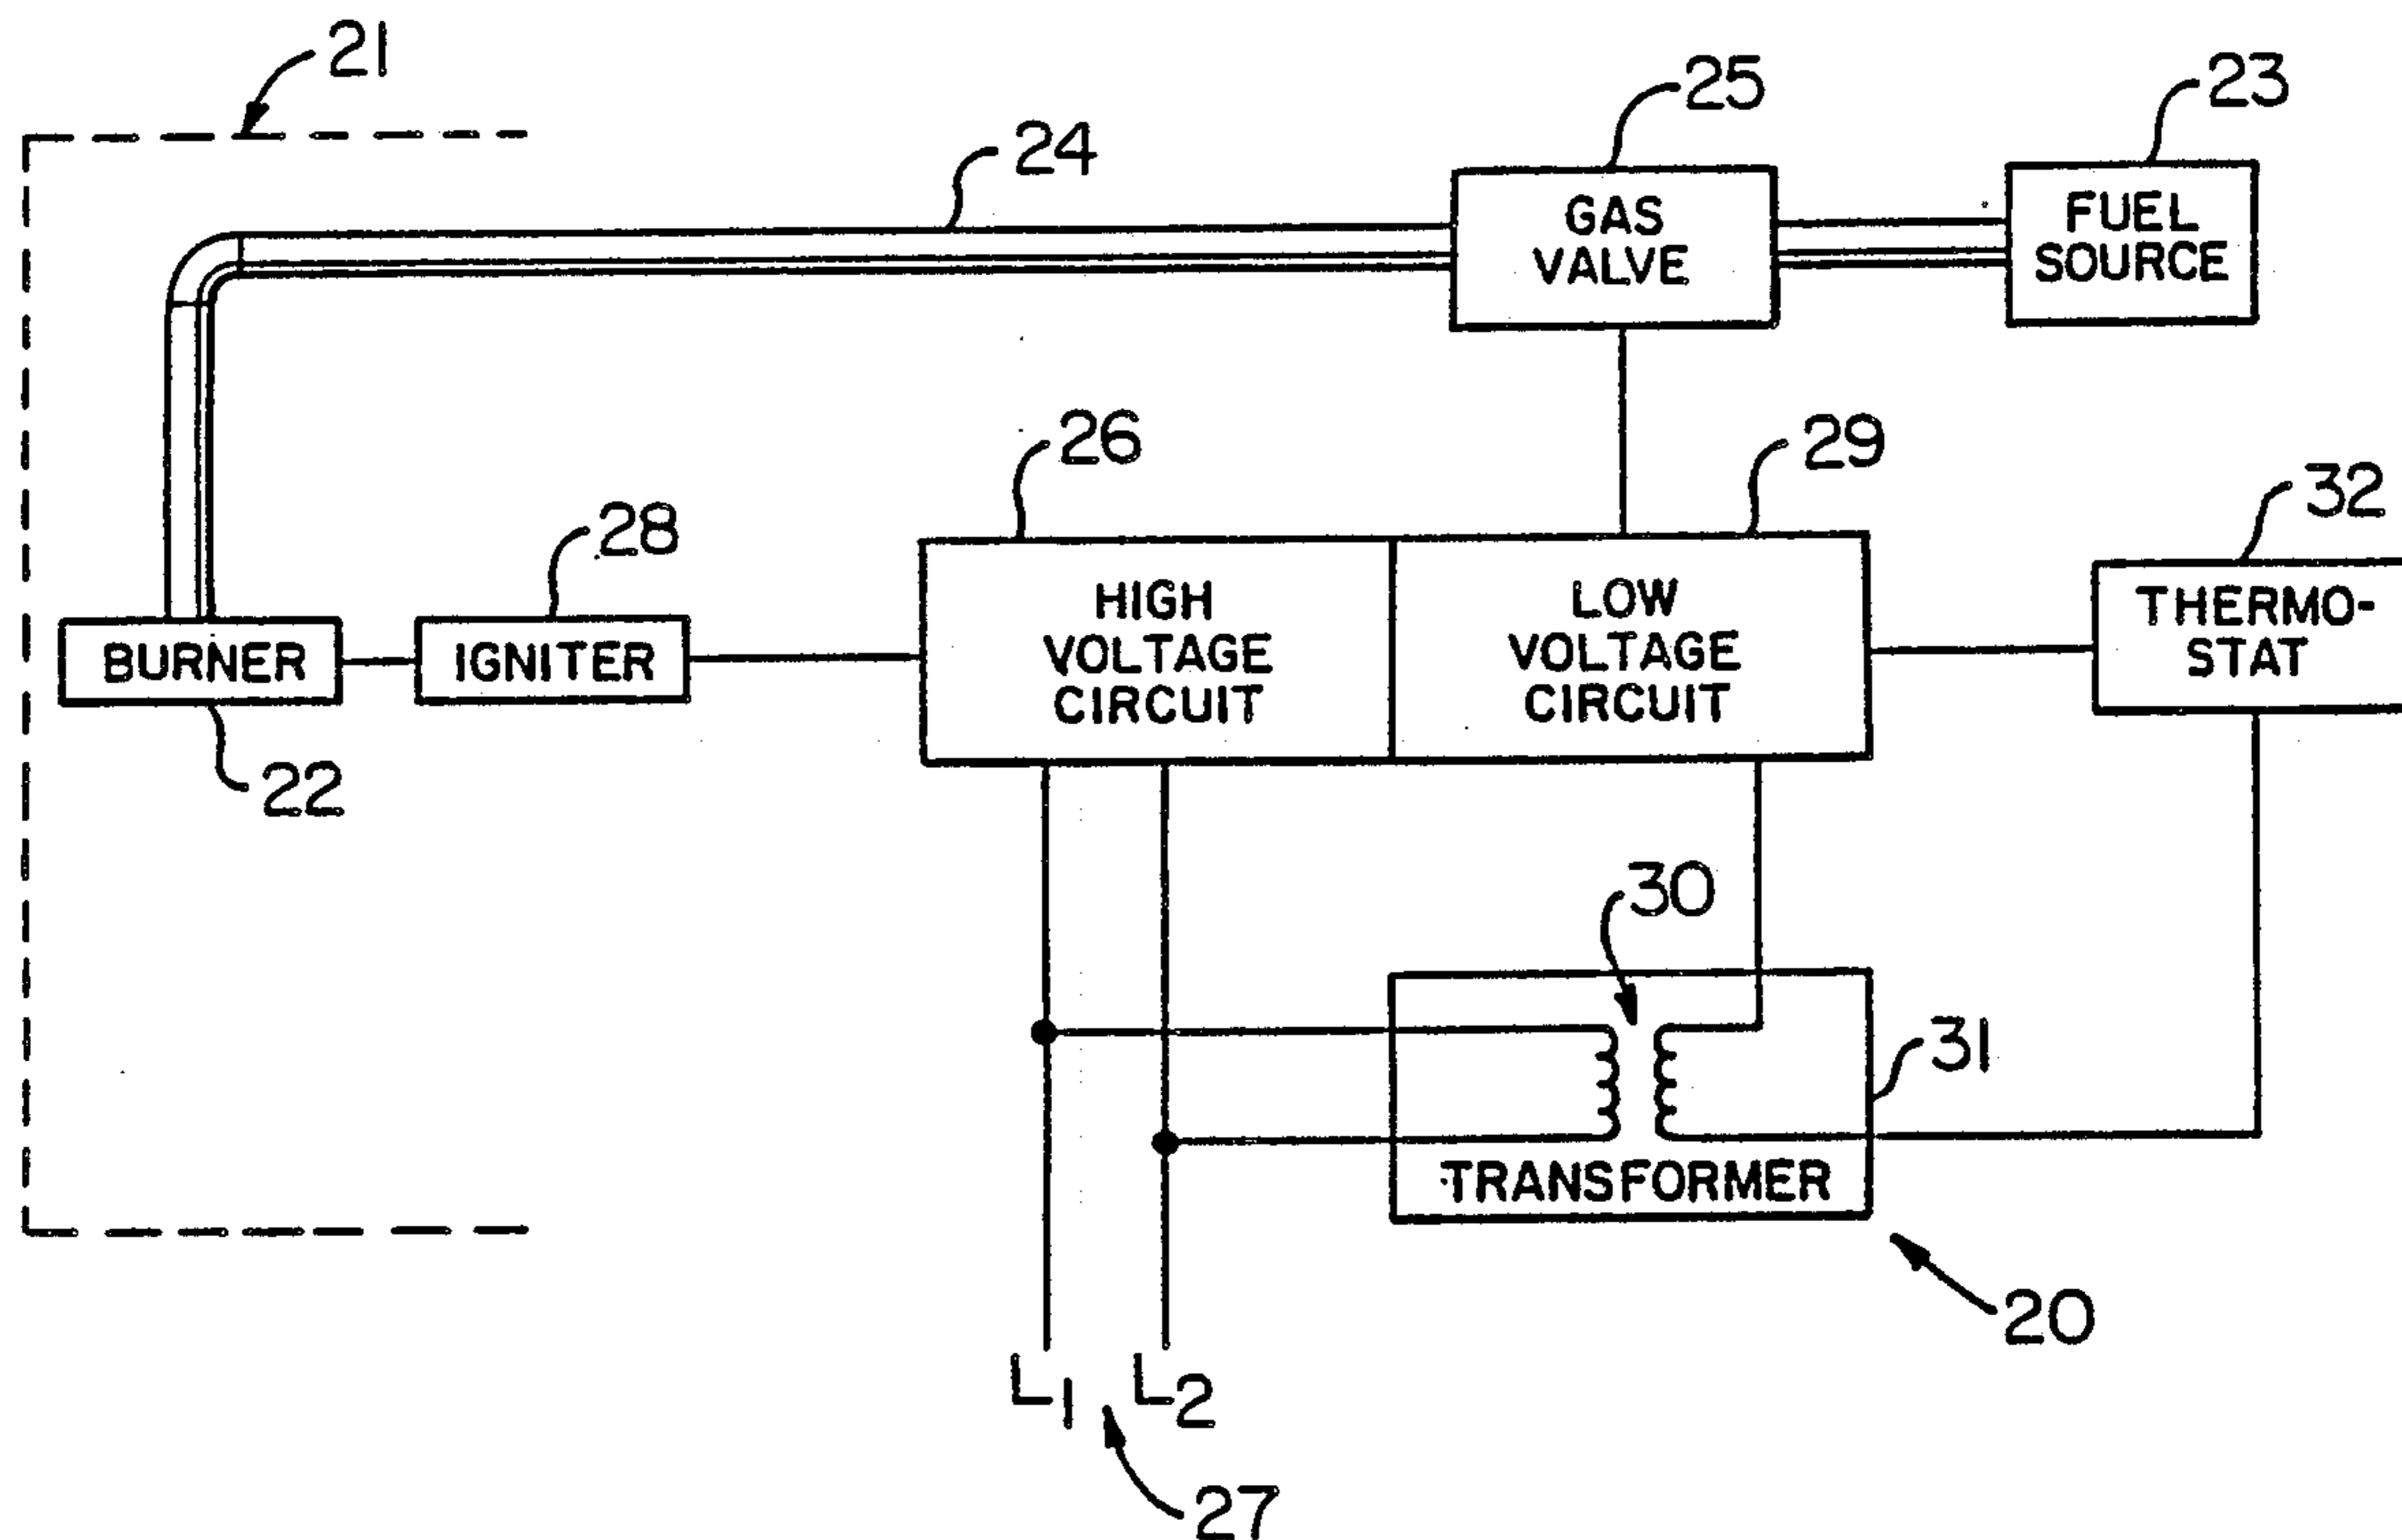 21
25
23
24
GAS
VALVE
FUEL
SOURCE
26
29
32
28
HIGH
VOLTAGE
CIRCUIT
LOW
VOLTAGE
CIRCUIT
THERMO-
STAT
BURNER
IGNITER
22
30
31
TRANSFORMER
20
L1
L2
27